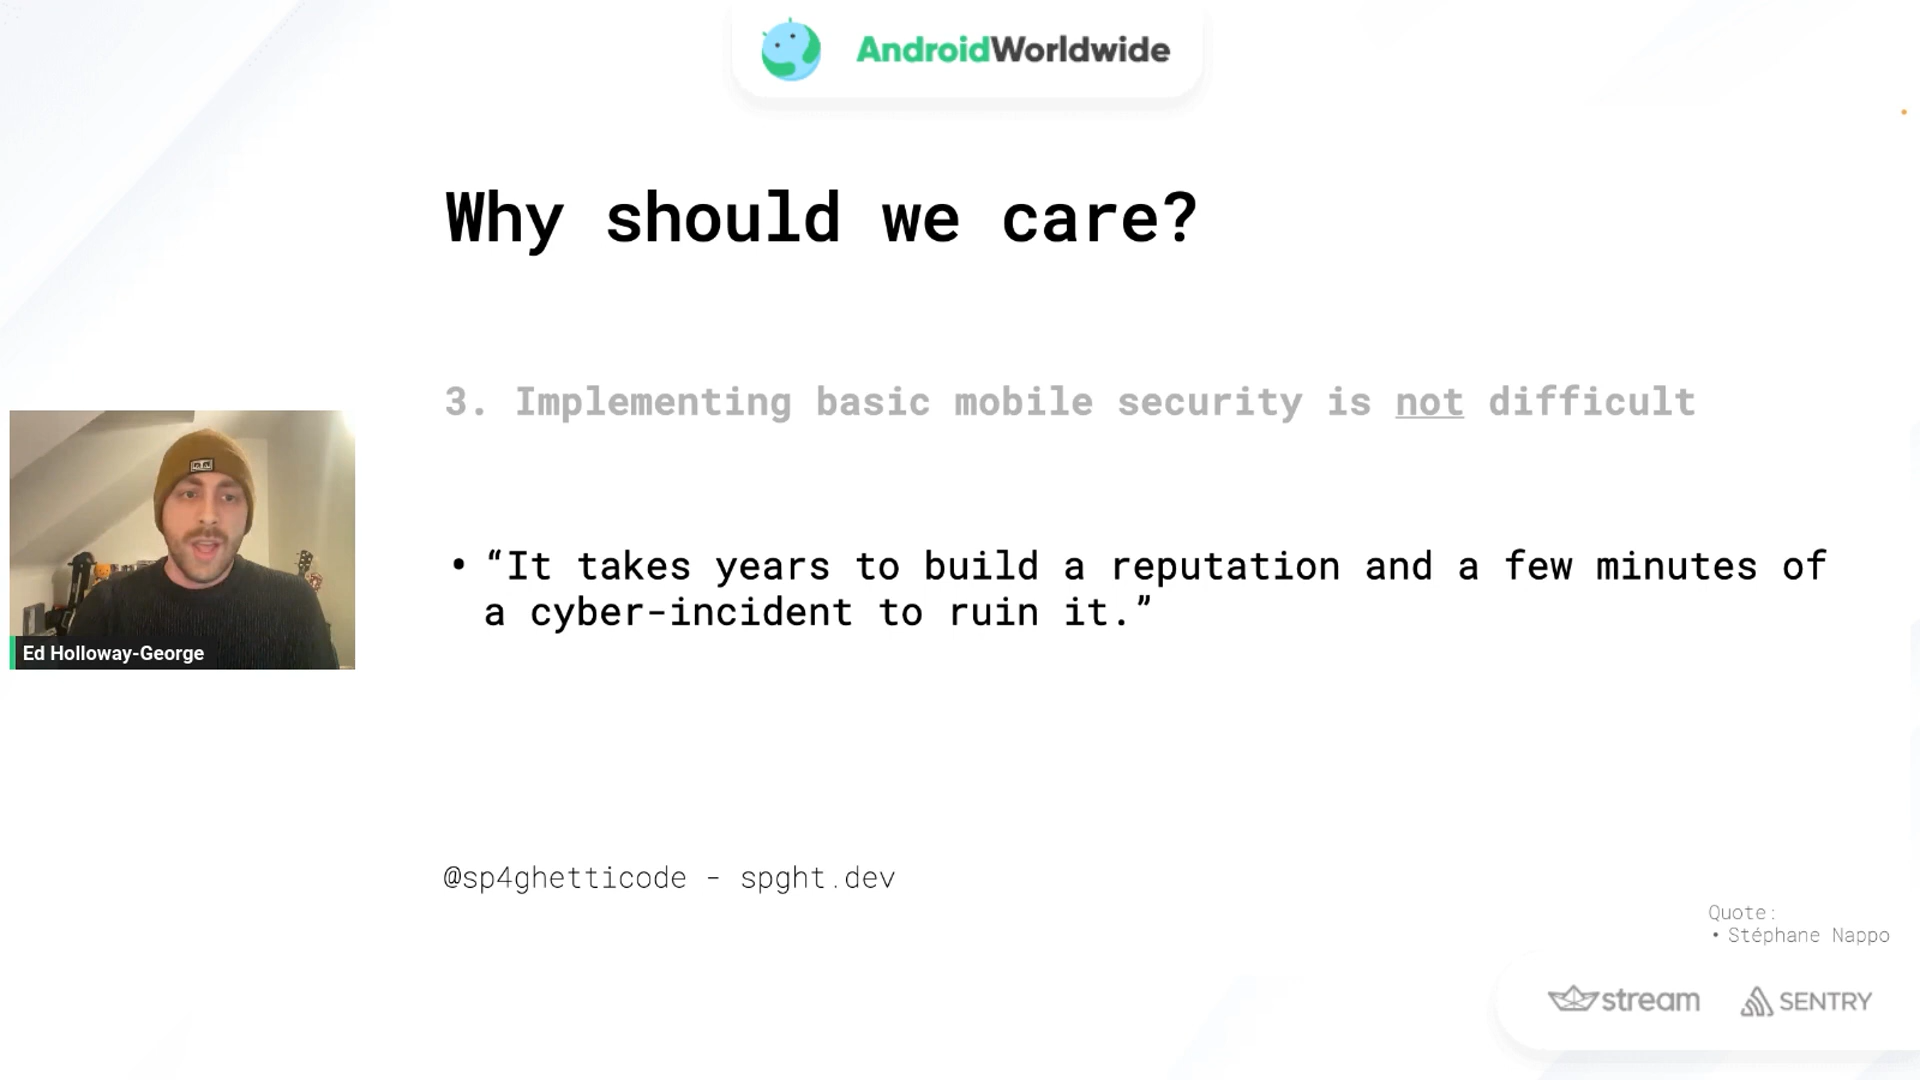 AndroidWorldwide
Why should we care?
3. Implementing basic mobile security is not difficult
• “It takes years to build a reputation and a few minutes of
a cyber-incident to ruin it.”
Ed Holloway-George
@sp4ghetticode - spght.dev
Quote:
• Stéphane Nappo
stream SENTRY